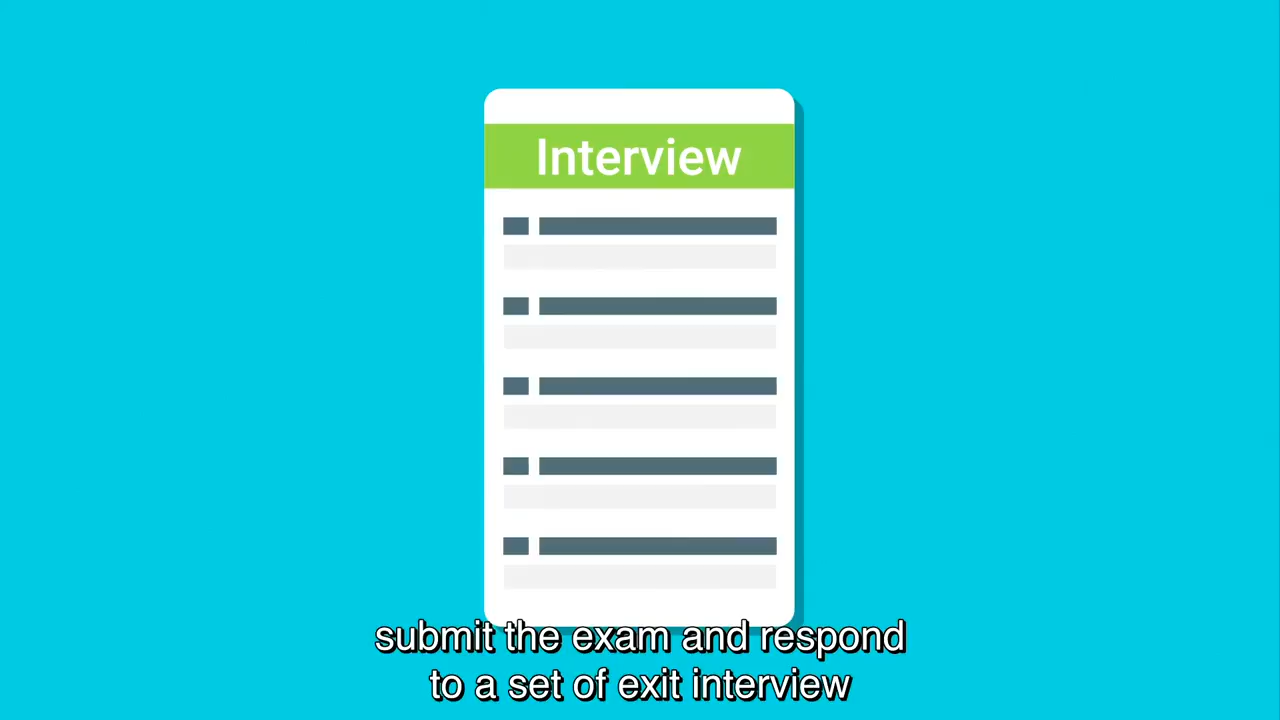 Interview
submit the exam and respond
to a set of exit interview